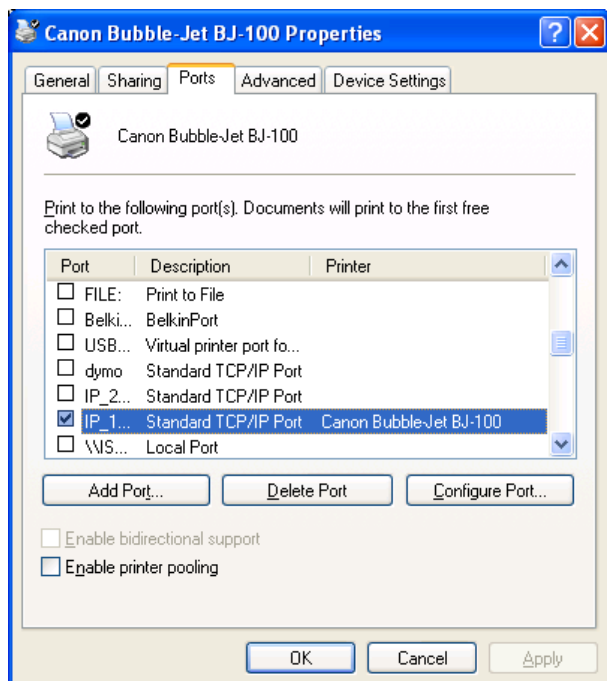 Canon Bubble-Jet BJ-100 Properties
General Sharing Ports Advanced Device Settings
Canon Bubble-Jet BJ-100
Print to the following port(s). Documents will print to the first free
checked port.
Port Description Printer
FILE: Print to File
Belki... BelkinPort
USB... Virtual printer port fo...
dymo Standard TCP/IP Port
IP_2... Standard TCP/IP Port
IP_1... Standard TCP/IP Port Canon Bubble-Jet BJ-100
\\IS... Local Port
Add Port... Delete Port Configure Port...
Enable bidirectional support
Enable printer pooling
OK Cancel Apply